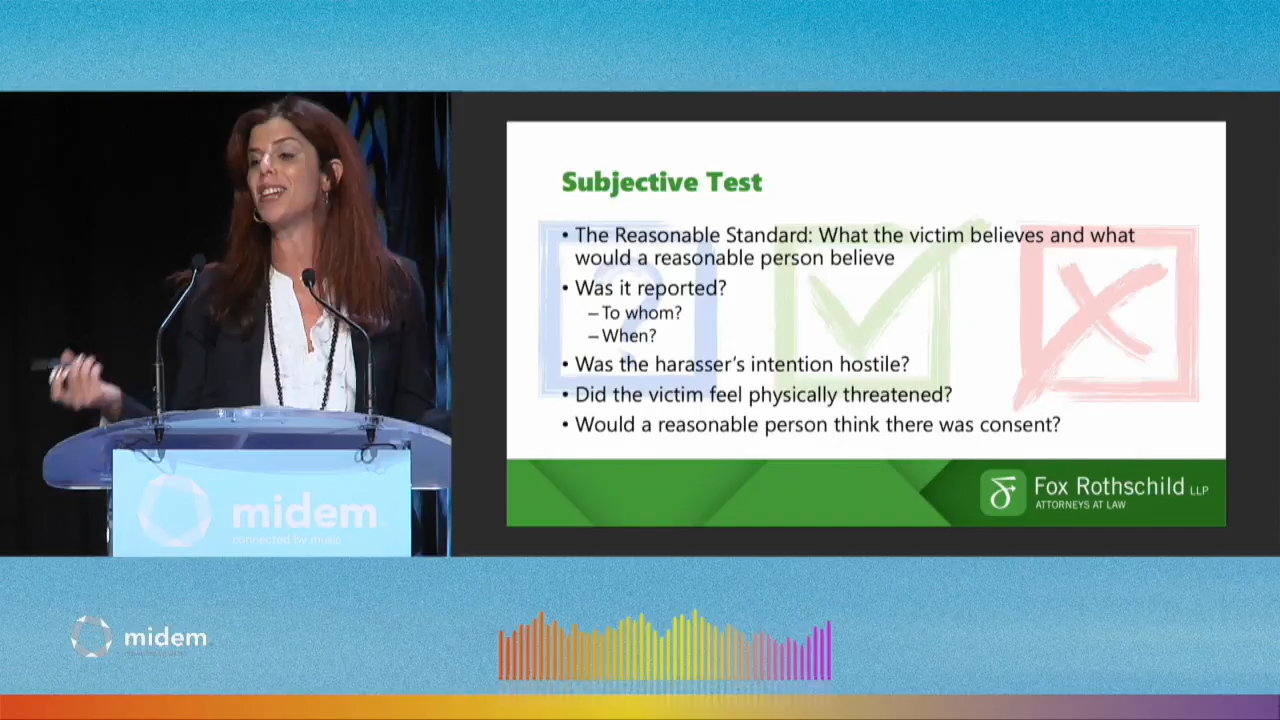 Subjective Test
• The Reasonable Standard: What the victim believes and what
would a reasonable person believe
• Was it reported?
– To whom?
– When?
• Was the harasser's intention hostile?
• Did the victim feel physically threatened?
• Would a reasonable person think there was consent?
Fox Rothschild LLP
ATTORNEYS AT LAW
midem
connected by music
midem